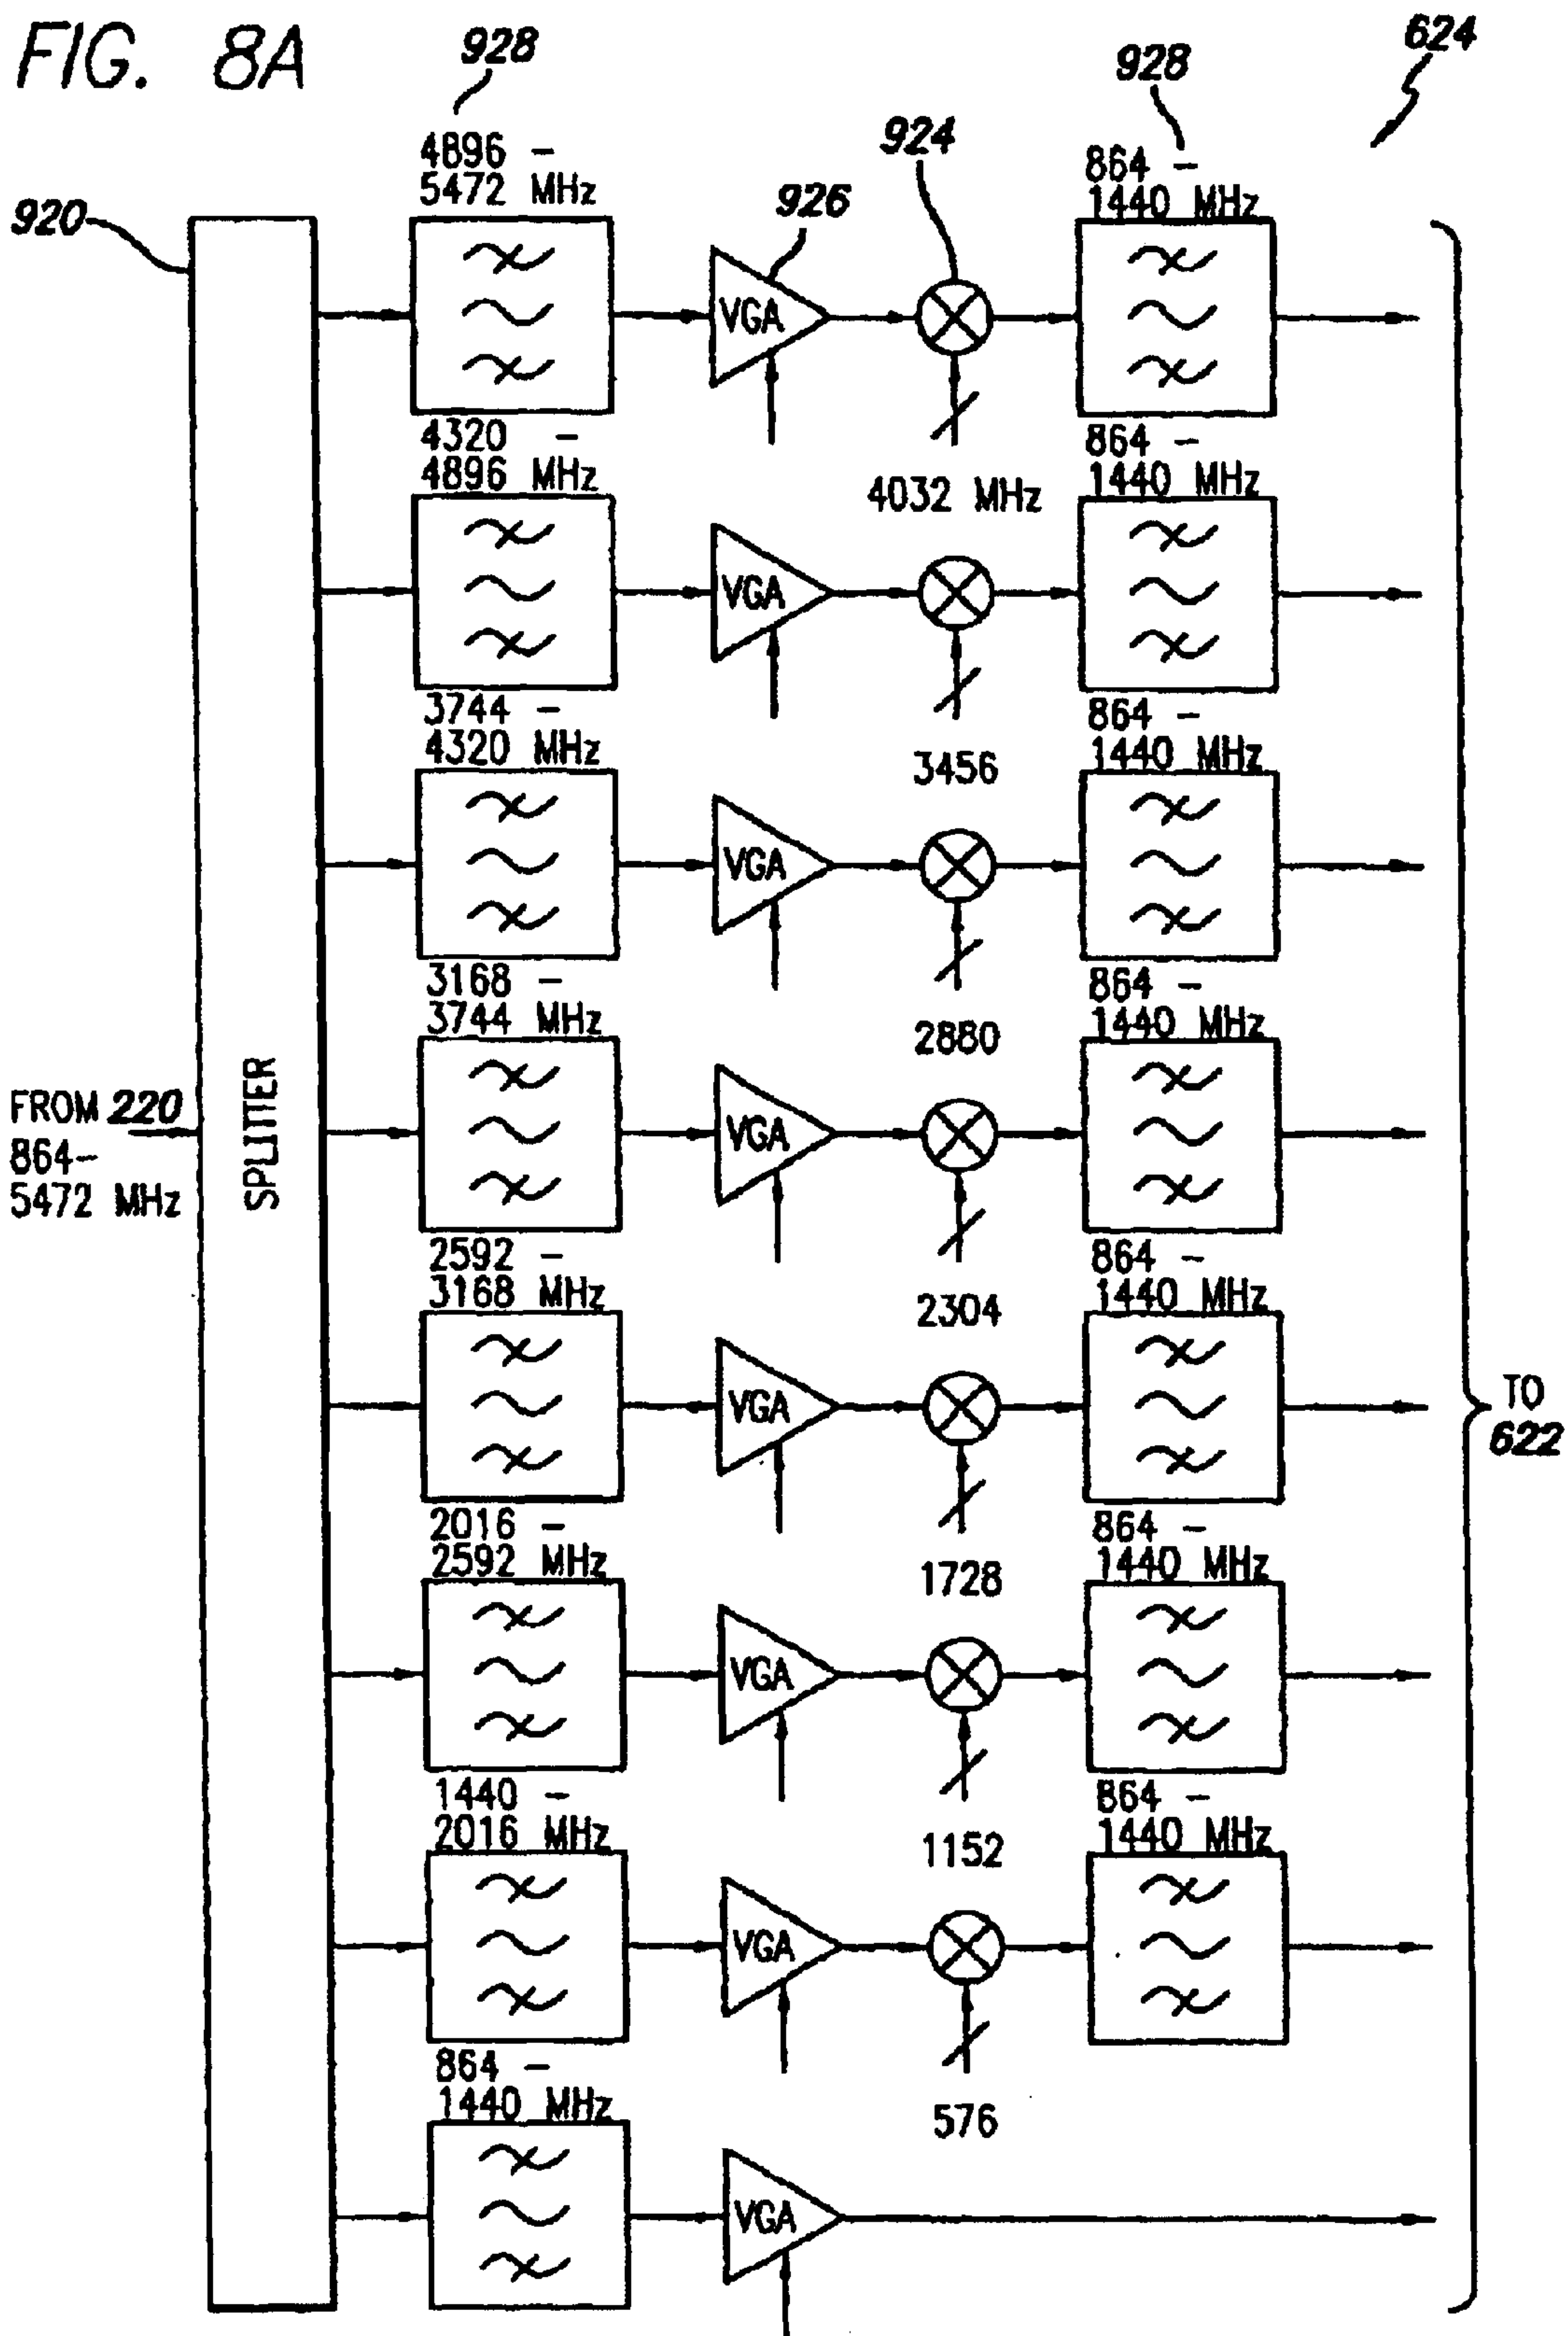 FIG. 8A
928
928
624
924
926
920
4896 -
5472 MHz
864 -
1440 MHz
VGA
4032 MHz
4320 -
4896 MHz
864 -
1440 MHz
VGA
3456
3744 -
4320 MHz
864 -
1440 MHz
VGA
2880
3168 -
3744 MHz
864 -
1440 MHz
VGA
2304
FROM 220
864-
5472 MHz
SPLITTER
2592 -
3168 MHz
864 -
1440 MHz
VGA
1728
TO
622
2016 -
2592 MHz
864 -
1440 MHz
VGA
1152
1440 -
2016 MHz
864 -
1440 MHz
VGA
576
864 -
1440 MHz
VGA